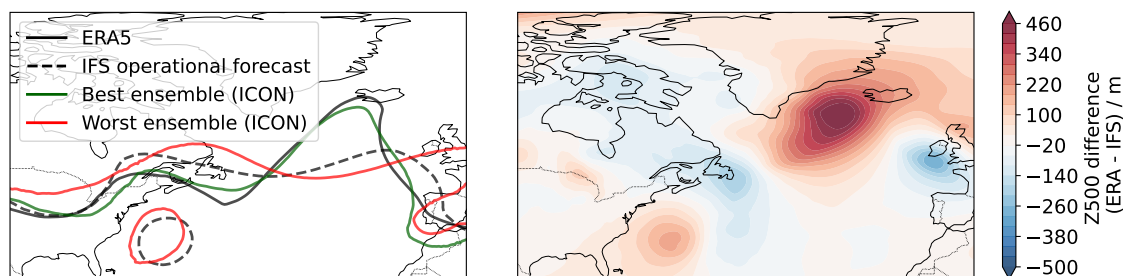 ERA5
IFS operational forecast
Best ensemble (ICON)
Worst ensemble (ICON)
460
340
220
100
−20
−140
−260
−380
−500
Z500 difference
(ERA - IFS) / m